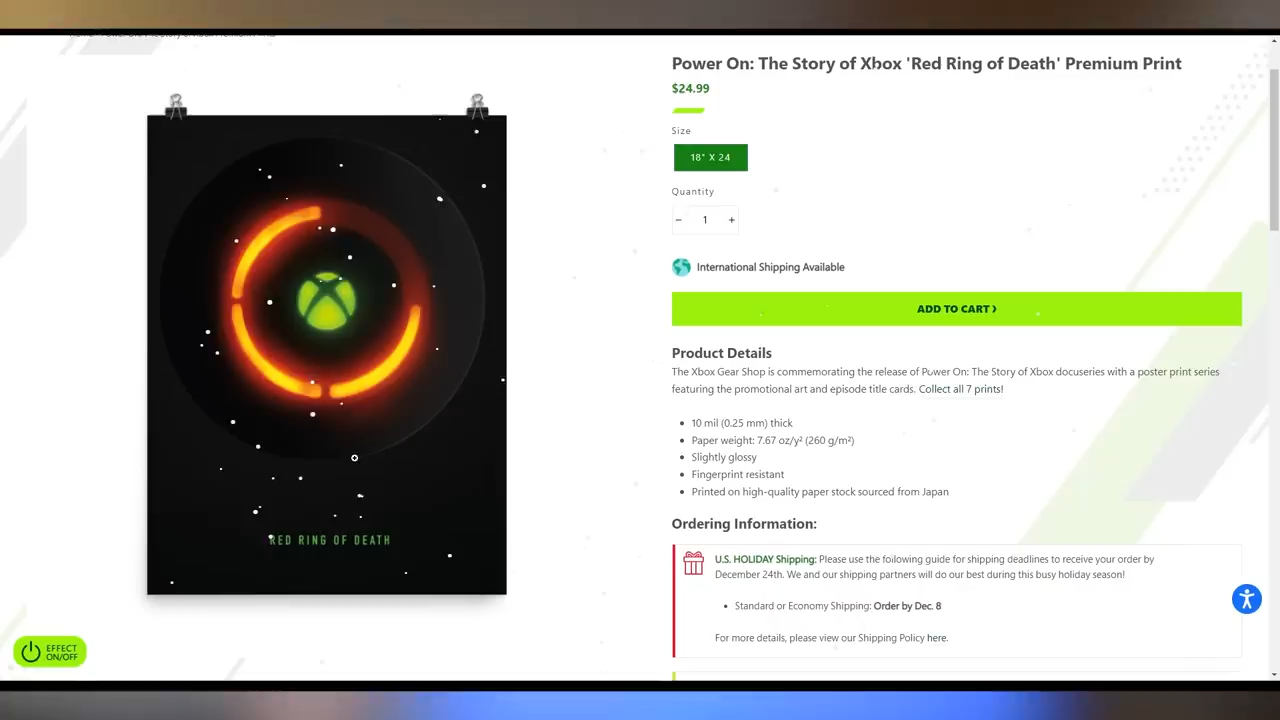 Power On: The Story of Xbox 'Red Ring of Death' Premium Print
$24.99
Size
18" X 24
Quantity
− 1 +
International Shipping Available
ADD TO CART ›
Product Details
The Xbox Gear Shop is commemorating the release of Power On: The Story of Xbox docuseries with a poster print series
featuring the promotional art and episode title cards. Collect all 7 prints!
• 10 mil (0.25 mm) thick
• Paper weight: 7.67 oz/y² (260 g/m²)
• Slightly glossy
• Fingerprint resistant
• Printed on high-quality paper stock sourced from Japan
Ordering Information:
U.S. HOLIDAY Shipping: Please use the following guide for shipping deadlines to receive your order by
December 24th. We and our shipping partners will do our best during this busy holiday season!
• Standard or Economy Shipping: Order by Dec. 8
For more details, please view our Shipping Policy here.
RED RING OF DEATH
EFFECT
ON/OFF